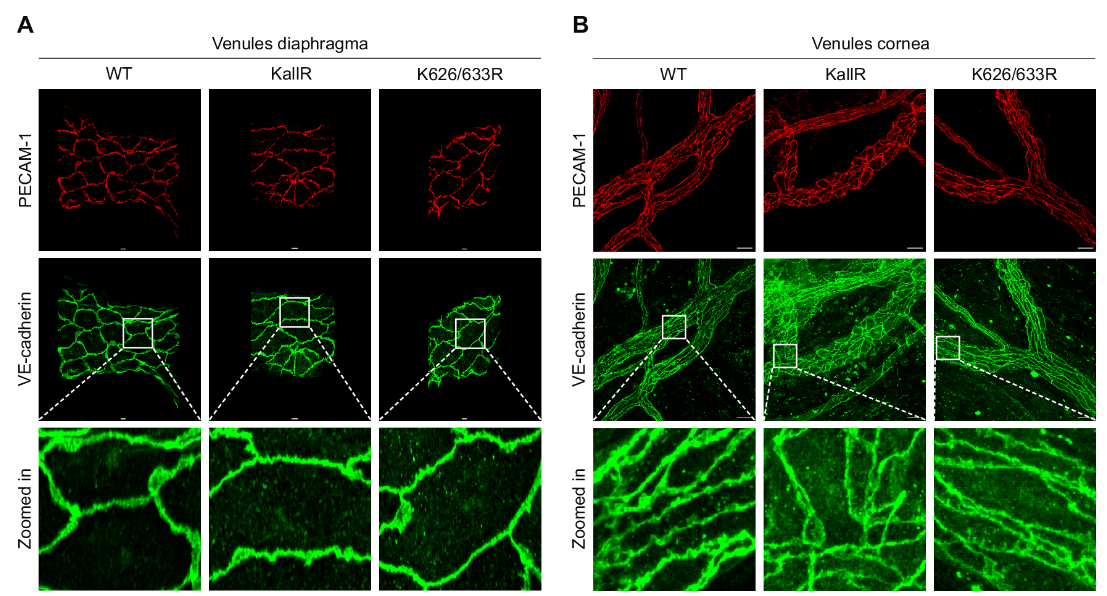 A
Venules diaphragma
WT
KallR
K626/633R
PECAM-1
VE-cadherin
Zoomed in
B
Venules cornea
WT
KallR
K626/633R
PECAM-1
VE-cadherin
Zoomed in